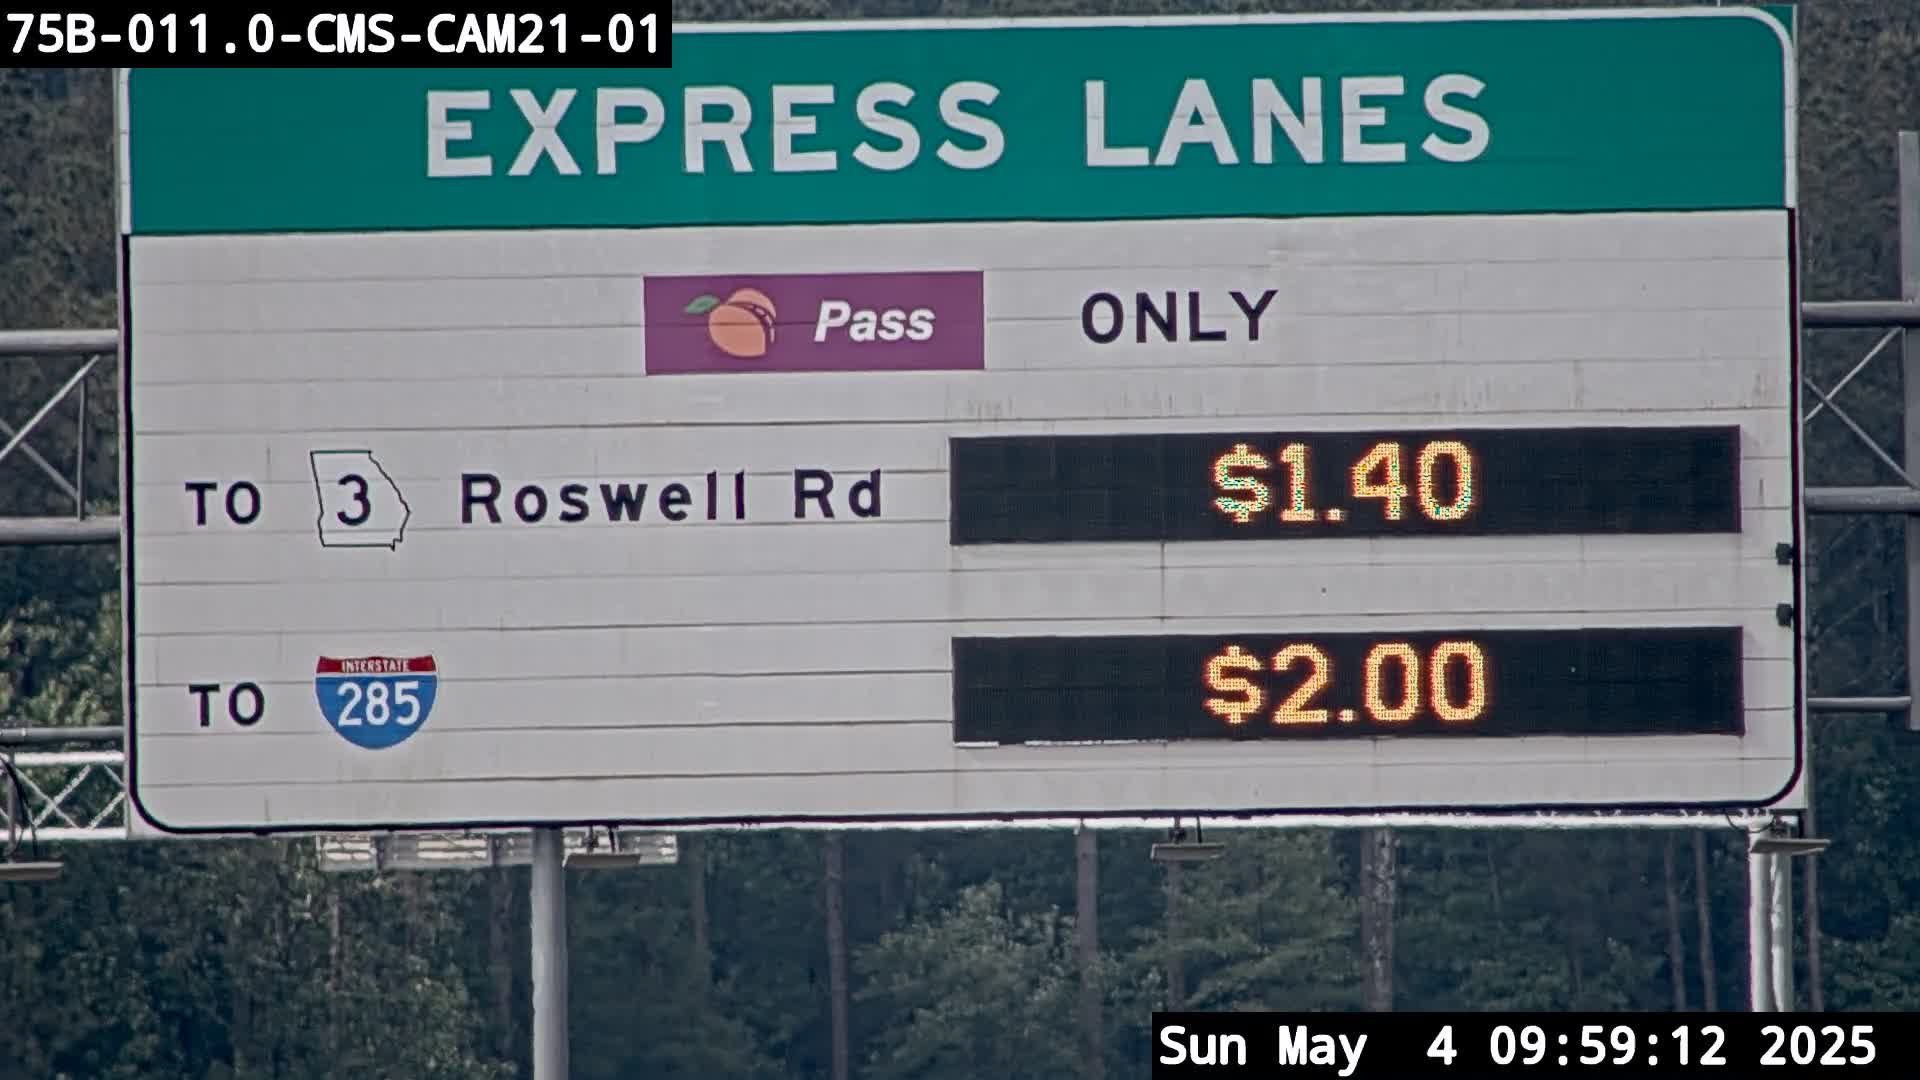 75B-011.0-CMS-CAM21-01
EXPRESS LANES
Pass ONLY
TO 3 Roswell Rd $1.40
INTERSTATE
TO 285 $2.00
Sun May 4 09:59:12 2025